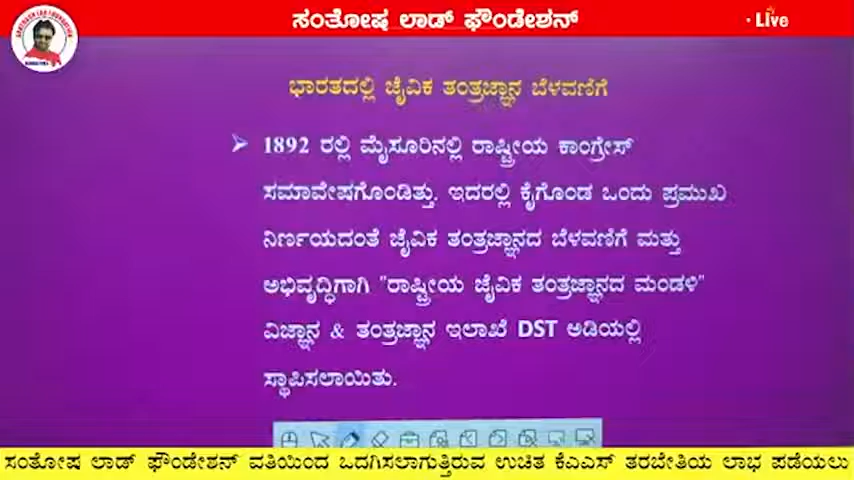 ಸಂತೋಷ ಲಾಡ್ ಫೌಂಡೇಶನ್
Live
ಭಾರತದಲ್ಲಿ ಜೈವಿಕ ತಂತ್ರಜ್ಞಾನ ಬೆಳವಣಿಗೆ
➢ 1892 ರಲ್ಲಿ ಮೈಸೂರಿನಲ್ಲಿ ರಾಷ್ಟ್ರೀಯ ಕಾಂಗ್ರೇಸ್
ಸಮಾವೇಷಗೊಂಡಿತ್ತು. ಇದರಲ್ಲಿ ಕೈಗೊಂಡ ಒಂದು ಪ್ರಮುಖ
ನಿರ್ಣಯದಂತೆ ಜೈವಿಕ ತಂತ್ರಜ್ಞಾನದ ಬೆಳವಣಿಗೆ ಮತ್ತು
ಅಭಿವೃದ್ಧಿಗಾಗಿ "ರಾಷ್ಟ್ರೀಯ ಜೈವಿಕ ತಂತ್ರಜ್ಞಾನದ ಮಂಡಳಿ"
ವಿಜ್ಞಾನ & ತಂತ್ರಜ್ಞಾನ ಇಲಾಖೆ DST ಅಡಿಯಲ್ಲಿ
ಸ್ಥಾಪಿಸಲಾಯಿತು.
ಸಂತೋಷ ಲಾಡ್ ಫೌಂಡೇಶನ್ ವತಿಯಿಂದ ಒದಗಿಸಲಾಗುತ್ತಿರುವ ಉಚಿತ ಕೆಎಎಸ್ ತರಬೇತಿಯ ಲಾಭ ಪಡೆಯಲು